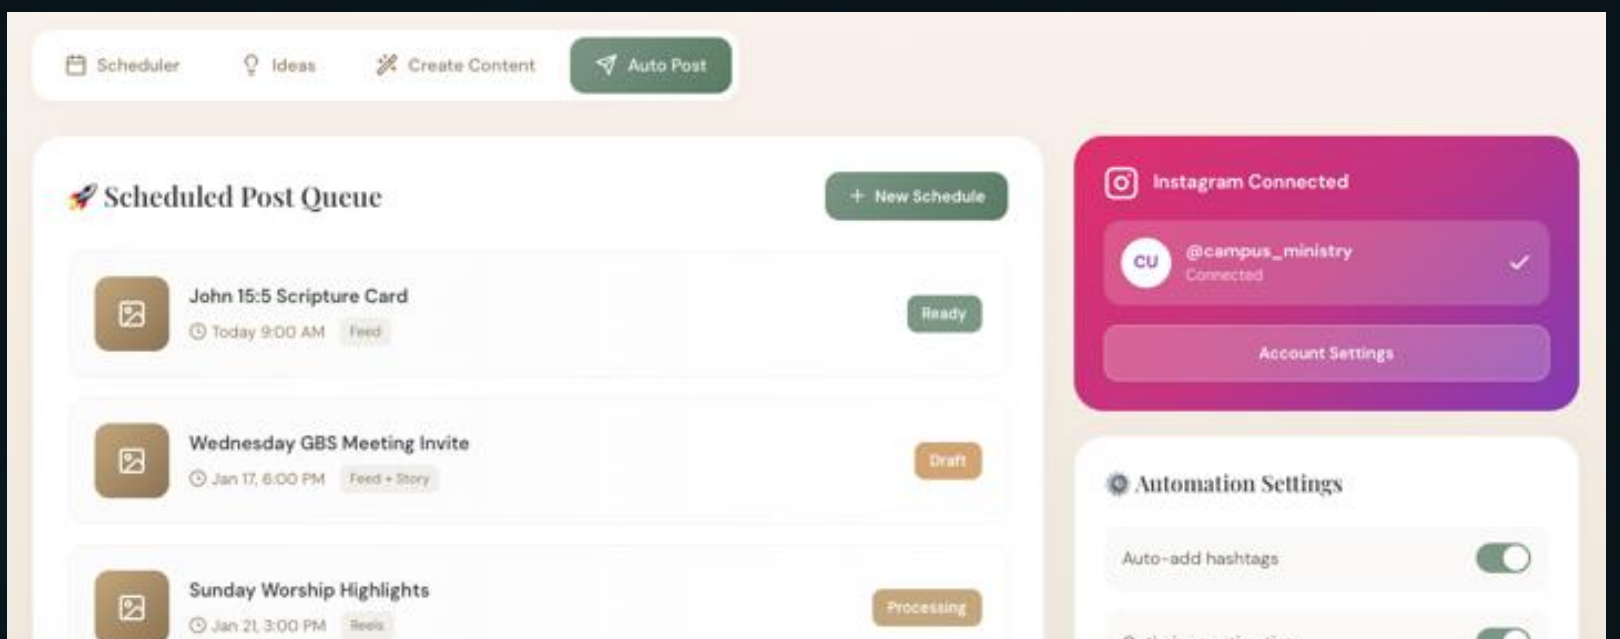 Scheduler
Ideas
Create Content
Auto Post
Scheduled Post Queue
+ New Schedule
John 15:5 Scripture Card
Today 9:00 AM
Feed
Ready
Wednesday GBS Meeting Invite
Jan 17, 6:00 PM
Feed + Story
Draft
Sunday Worship Highlights
Jan 21, 3:00 PM
Reels
Processing
Instagram Connected
CU
@campus_ministry
Connected
Account Settings
Automation Settings
Auto-add hashtags